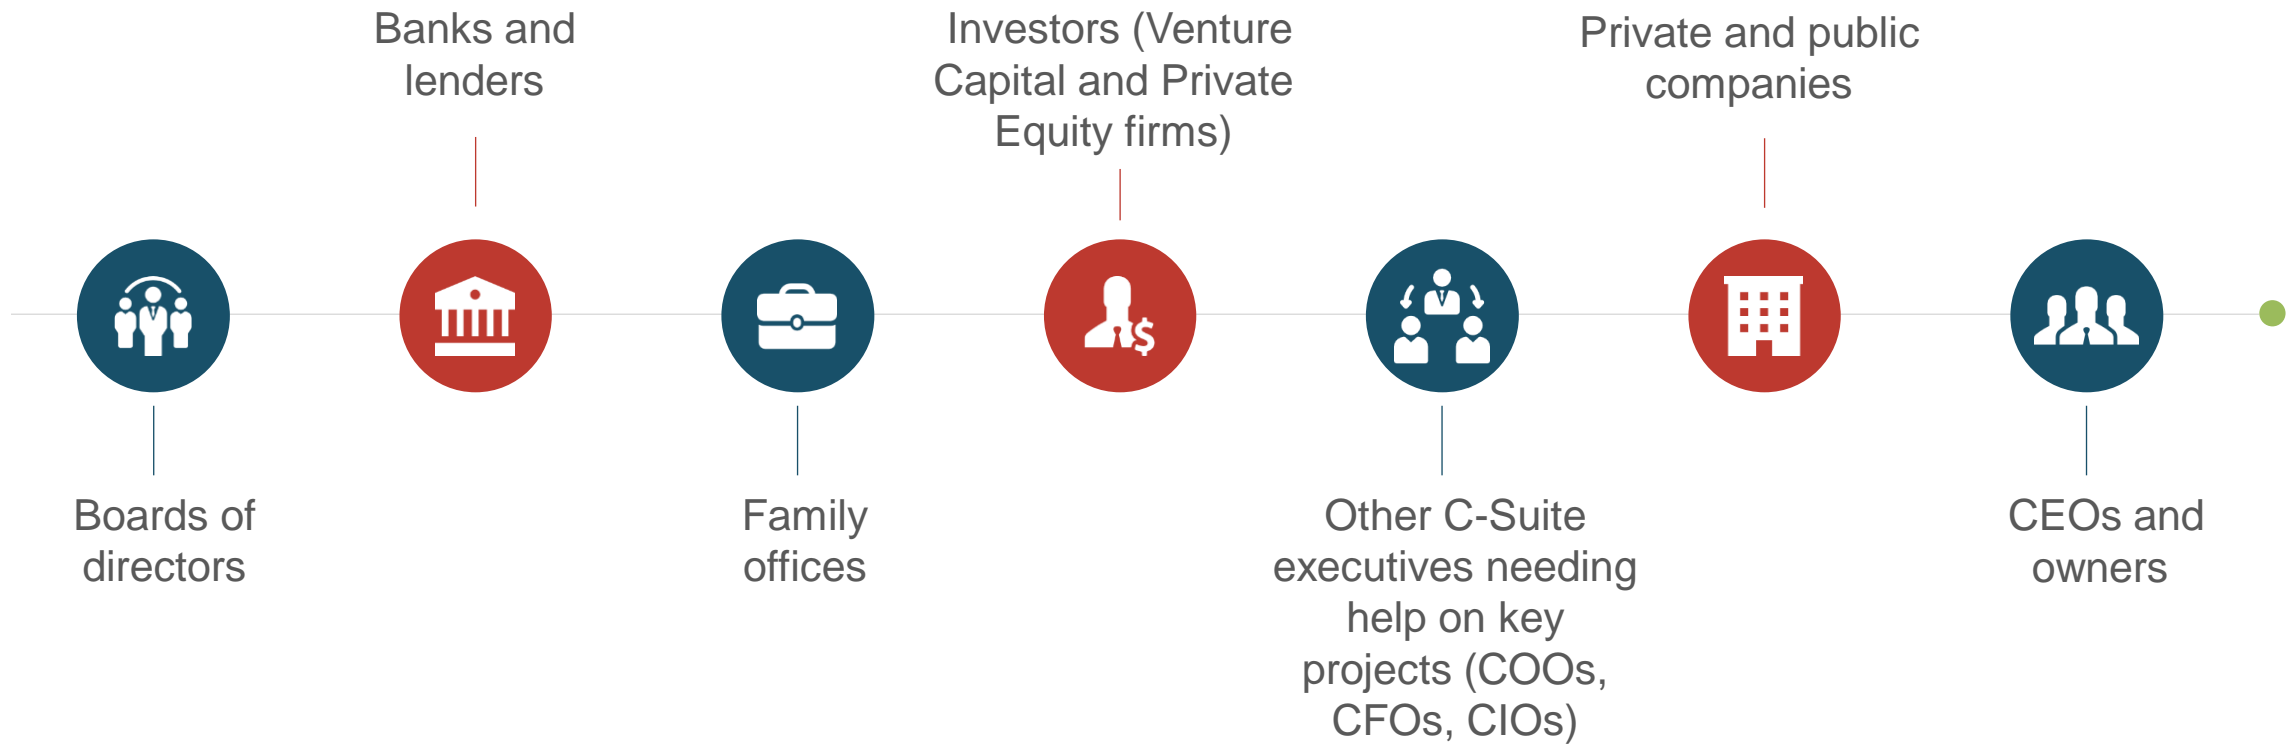 Banks and
lenders
Investors (Venture
Capital and Private
Equity firms)
Private and public
companies
$
Boards of
directors
Family
offices
Other C-Suite
executives needing
help on key
projects (COOs,
CFOs, CIOs)
CEOs and
owners